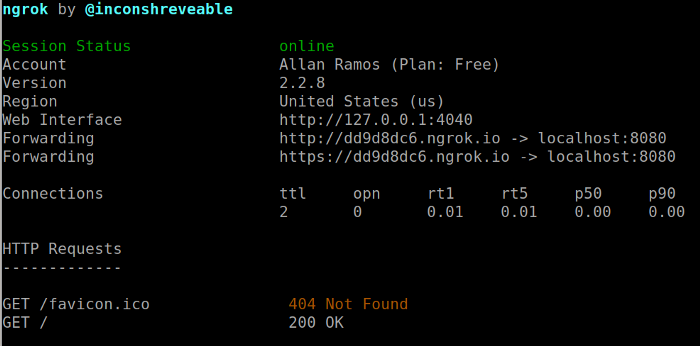 ngrok by @inconshreveable
Session Status online
Account Allan Ramos (Plan: Free)
Version 2.2.8
Region United States (us)
Web Interface http://127.0.0.1:4040
Forwarding http://dd9d8dc6.ngrok.io -> localhost:8080
Forwarding https://dd9d8dc6.ngrok.io -> localhost:8080
Connections ttl opn rt1 rt5 p50 p90
2 0 0.01 0.01 0.00 0.00
HTTP Requests
-------------
GET /favicon.ico 404 Not Found
GET / 200 OK